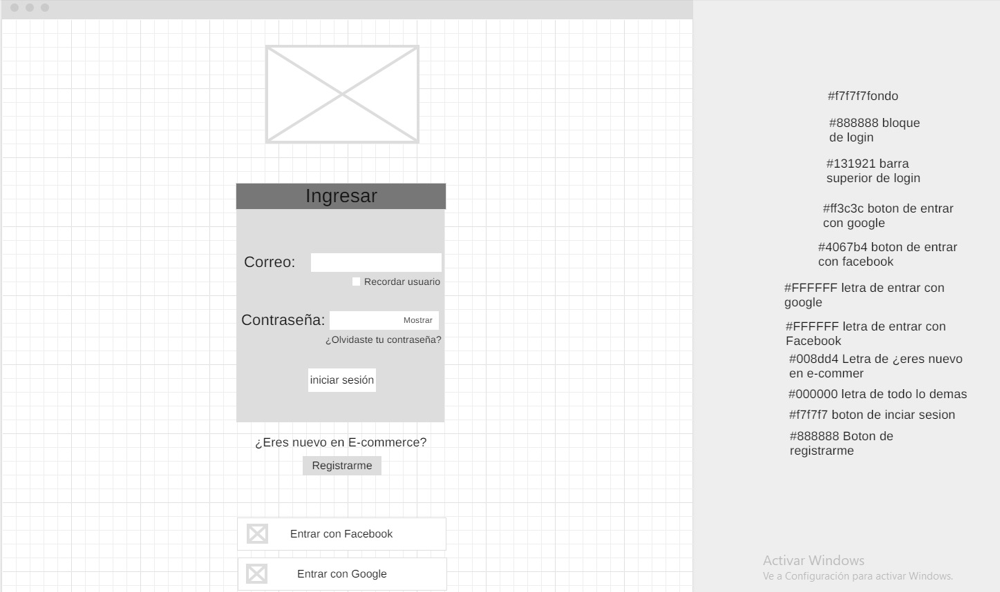 Ingresar
Correo:
Recordar usuario
Contraseña:
Mostrar
¿Olvidaste tu contraseña?
iniciar sesión
¿Eres nuevo en E-commerce?
Registrarme
Entrar con Facebook
Entrar con Google
#f7f7f7fondo
#888888 bloque
de login
#131921 barra
superior de login
#ff3c3c boton de entrar
con google
#4067b4 boton de entrar
con facebook
#FFFFFF letra de entrar con
google
#FFFFFF letra de entrar con
Facebook
#008dd4 Letra de ¿eres nuevo
en e-commer
#000000 letra de todo lo demas
#f7f7f7 boton de inciar sesion
#888888 Boton de
registrarme
Activar Windows
Ve a Configuración para activar Windows.